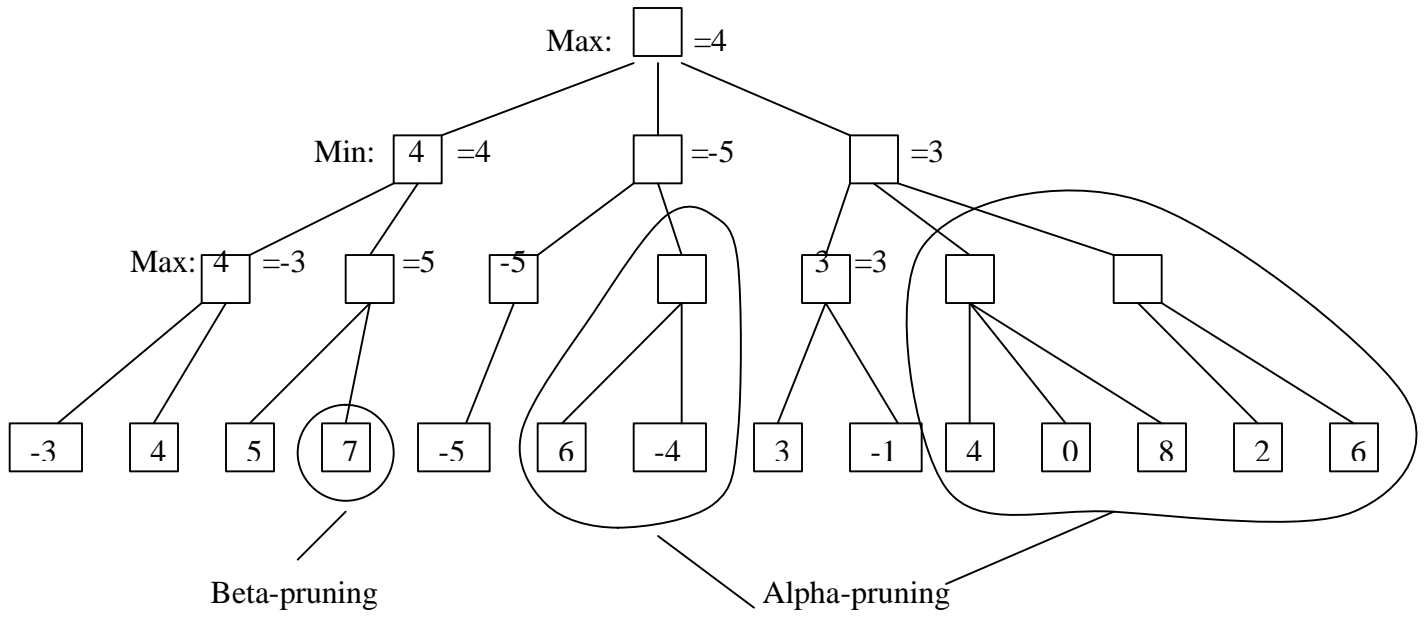 Max: =4
Min: 4 =4 =-5 =3
Max: 4 =-3 =5 -5 3 =3
-3 4 5 7 -5 6 -4 3 -1 4 0 8 2 6
Beta-pruning Alpha-pruning